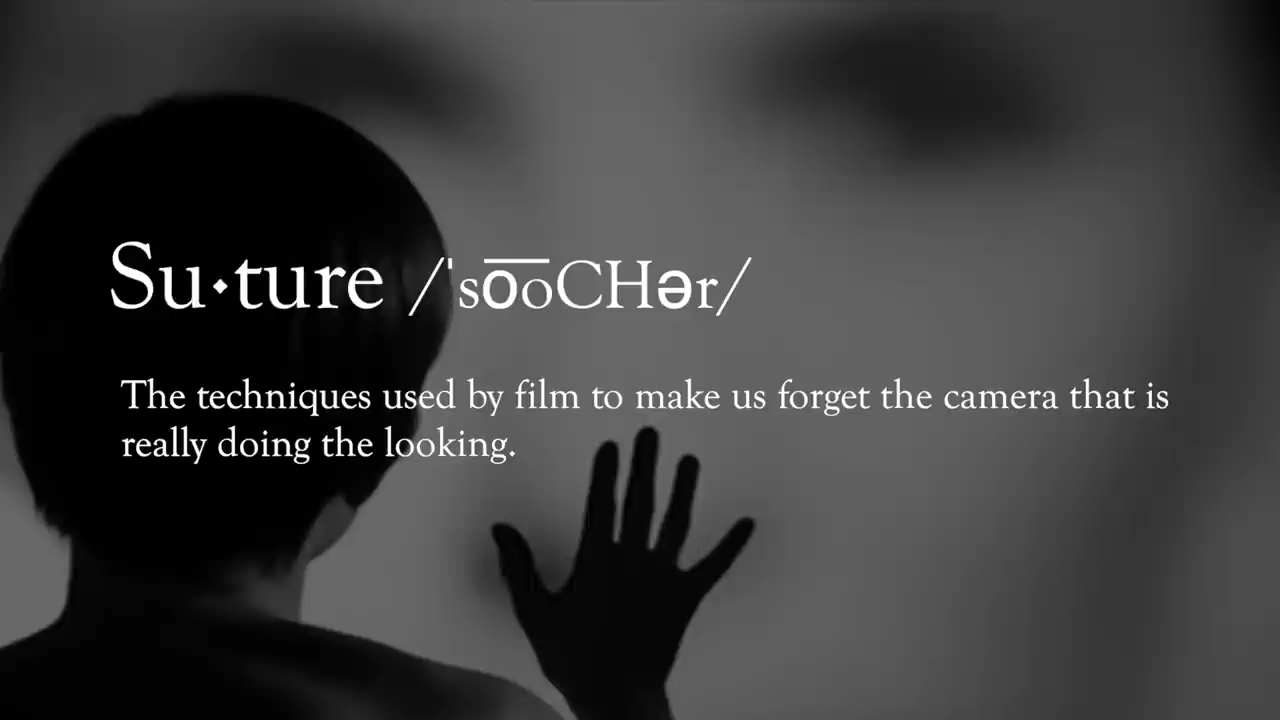 Su·ture /ˈso͞oCHər/
The techniques used by film to make us forget the camera that is
really doing the looking.